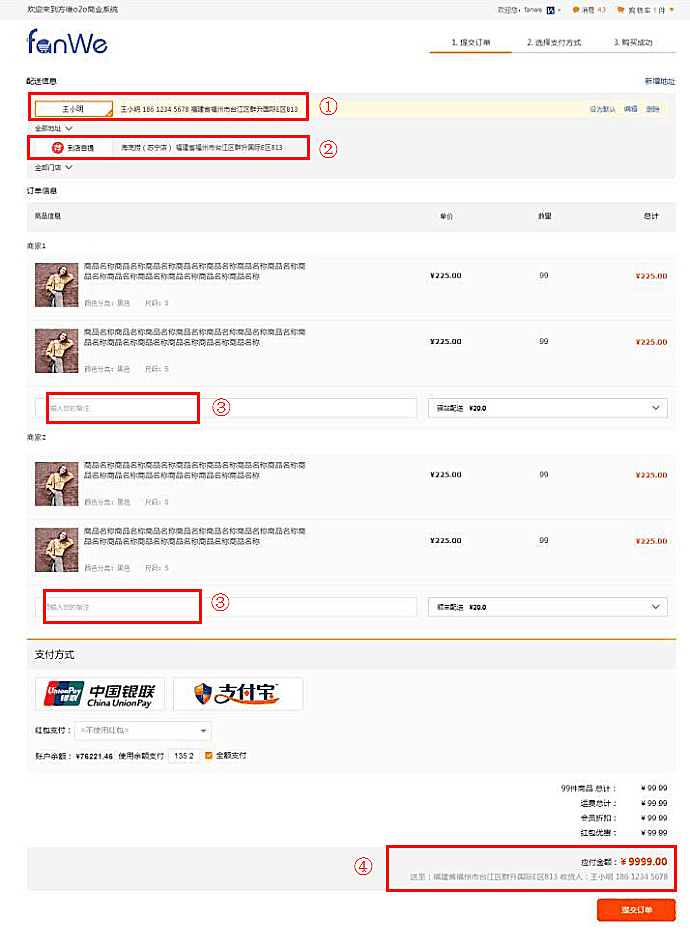 欢迎来到方维o2o商业系统
欢迎您，fanwe
消息 43
购物车 1 件
fanWe
1. 提交订单 2. 选择支付方式 3. 购买成功
配送信息 新增地址
王小明 王小明 186 1234 5678 福建省福州市台江区群升国际E区813 ① 设为默认 编辑 删除
全部地址
到店自提 海底捞（苏宁店） 福建省福州市台江区群升国际E区813 ②
全部门店
订单信息
商品信息 单价 数量 总计
商家1
商品名称商品名称商品名称商品名称商品名称商品名称商品名称
商品名称商品名称商品名称商品名称商品名称 ¥225.00 99 ¥225.00
颜色分类：黑色 尺码：S
商品名称商品名称商品名称商品名称商品名称商品名称商品名称
商品名称商品名称商品名称商品名称商品名称 ¥225.00 99 ¥225.00
颜色分类：黑色 尺码：S
请输入您的备注 ③ 驿站配送 ¥20.0
商家2
商品名称商品名称商品名称商品名称商品名称商品名称商品名称
商品名称商品名称商品名称商品名称商品名称 ¥225.00 99 ¥225.00
颜色分类：黑色 尺码：S
商品名称商品名称商品名称商品名称商品名称商品名称商品名称
商品名称商品名称商品名称商品名称商品名称 ¥225.00 99 ¥225.00
颜色分类：黑色 尺码：S
请输入您的备注 ③ 配送 ¥20.0
支付方式
UnionPay 银联 中国银联 China UnionPay 支付宝
红包支付： =不使用红包=
账户余额：¥76221.46 使用余额支付 135.2 全额支付
99件商品 总计： ¥ 99.99
运费总计： ¥ 99.99
会员折扣： ¥ 99.99
红包优惠： ¥ 99.99
④ 应付金额：¥ 9999.00
送至：福建省福州市台江区群升国际E区813 收货人：王小明 186 1234 5678
提交订单